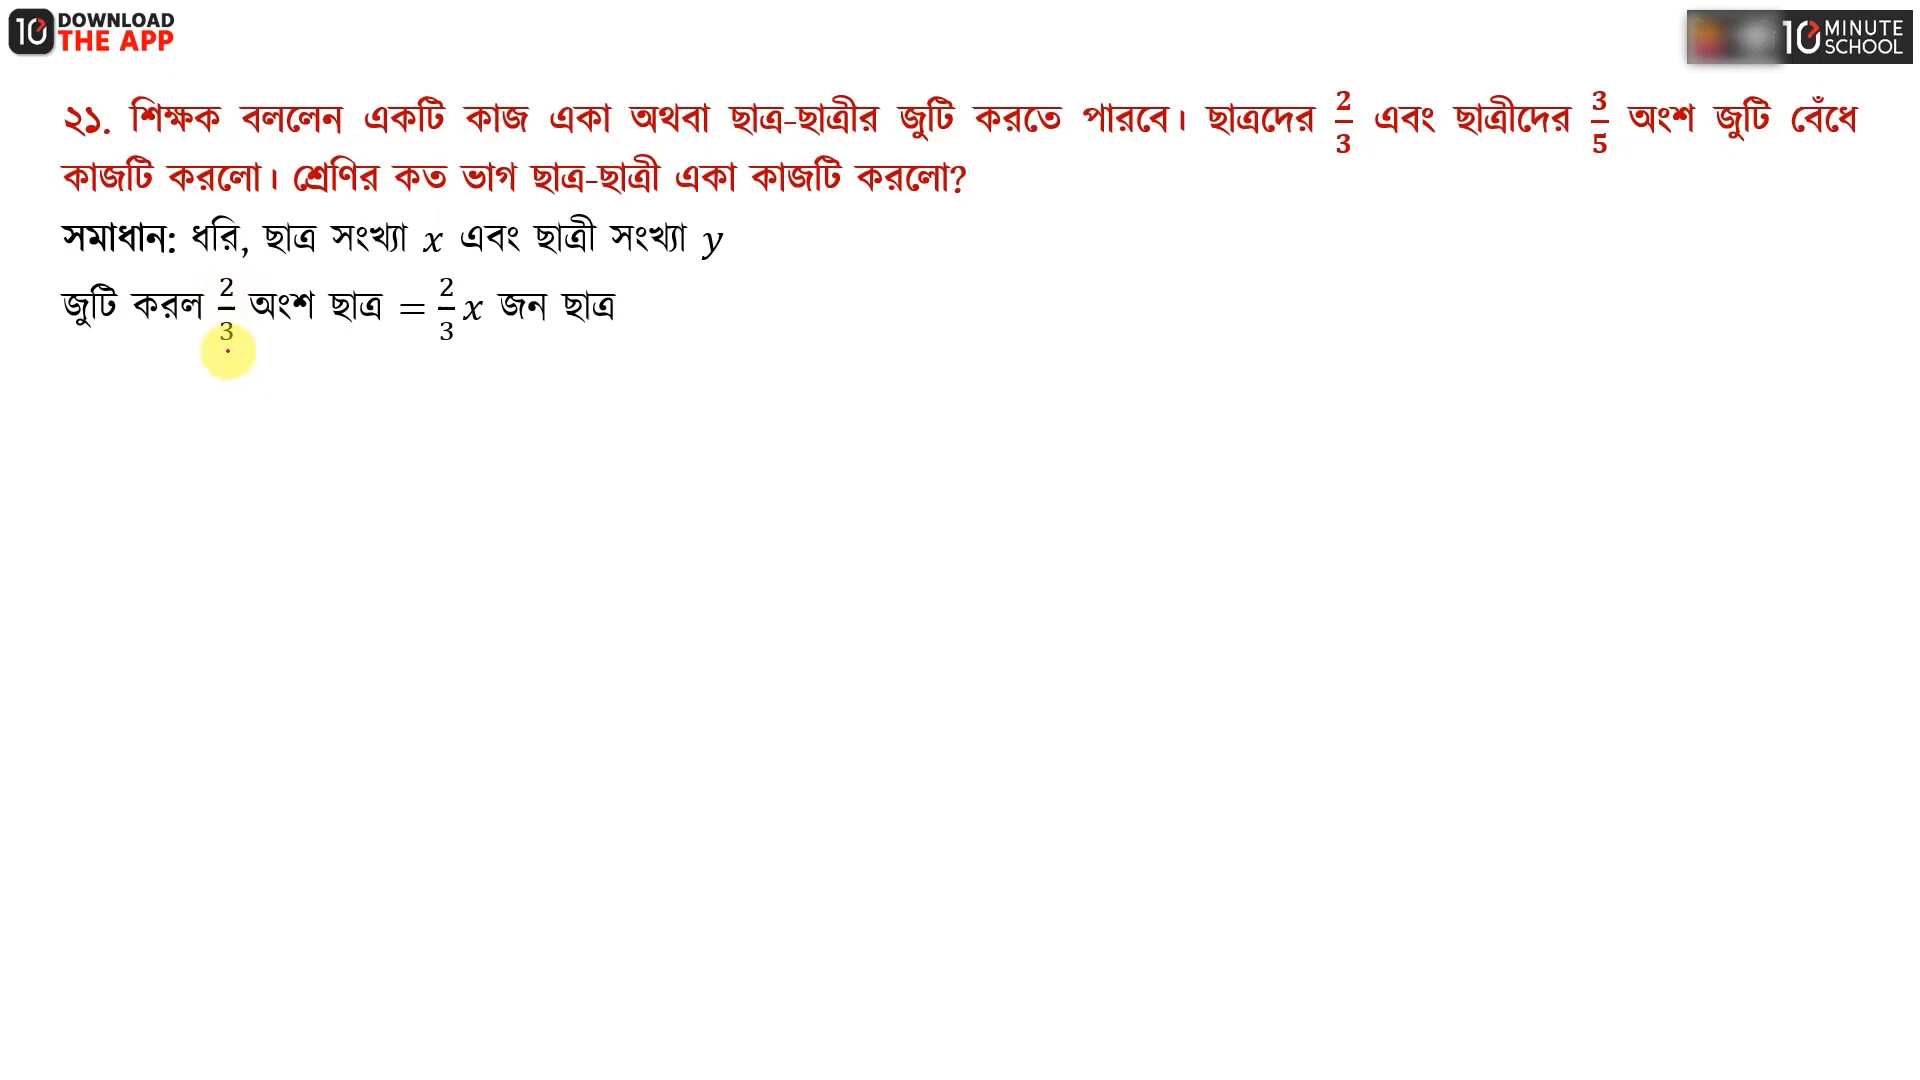 10 DOWNLOAD THE APP
10 MINUTE SCHOOL
২১. শিক্ষক বললেন একটি কাজ একা অথবা ছাত্র-ছাত্রীর জুটি করতে পারবে। ছাত্রদের 2/3 এবং ছাত্রীদের 3/5 অংশ জুটি বেঁধে
কাজটি করলো। শ্রেণির কত ভাগ ছাত্র-ছাত্রী একা কাজটি করলো?
সমাধান: ধরি, ছাত্র সংখ্যা x এবং ছাত্রী সংখ্যা y
জুটি করল 2/3 অংশ ছাত্র = 2/3 x জন ছাত্র